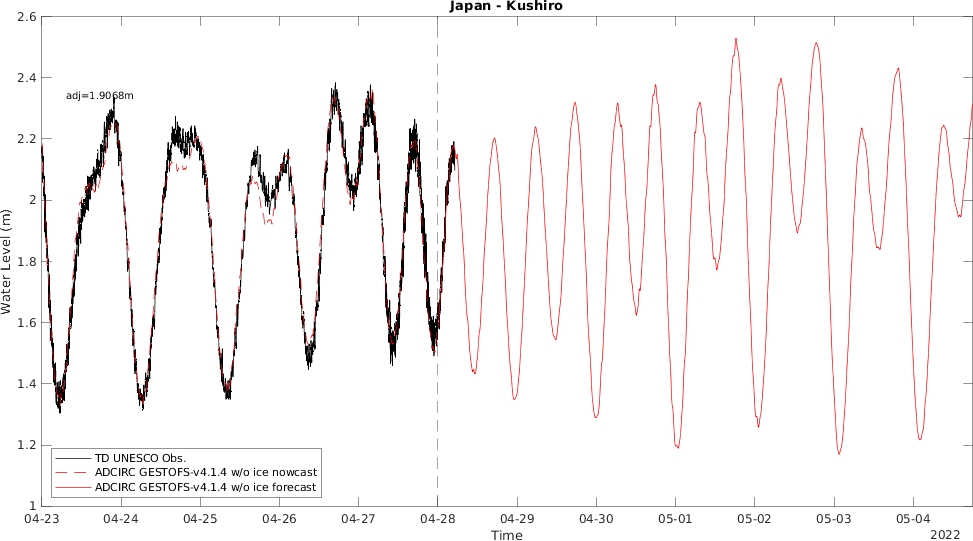 Japan - Kushiro
2.6
2.4
2.2
2
1.8
1.6
1.4
1.2
1
Water Level (m)
adj=1.9068m
TD UNESCO Obs.
ADCIRC GESTOFS-v4.1.4 w/o ice nowcast
ADCIRC GESTOFS-v4.1.4 w/o ice forecast
04-23 04-24 04-25 04-26 04-27 04-28 04-29 04-30 05-01 05-02 05-03 05-04
Time
2022